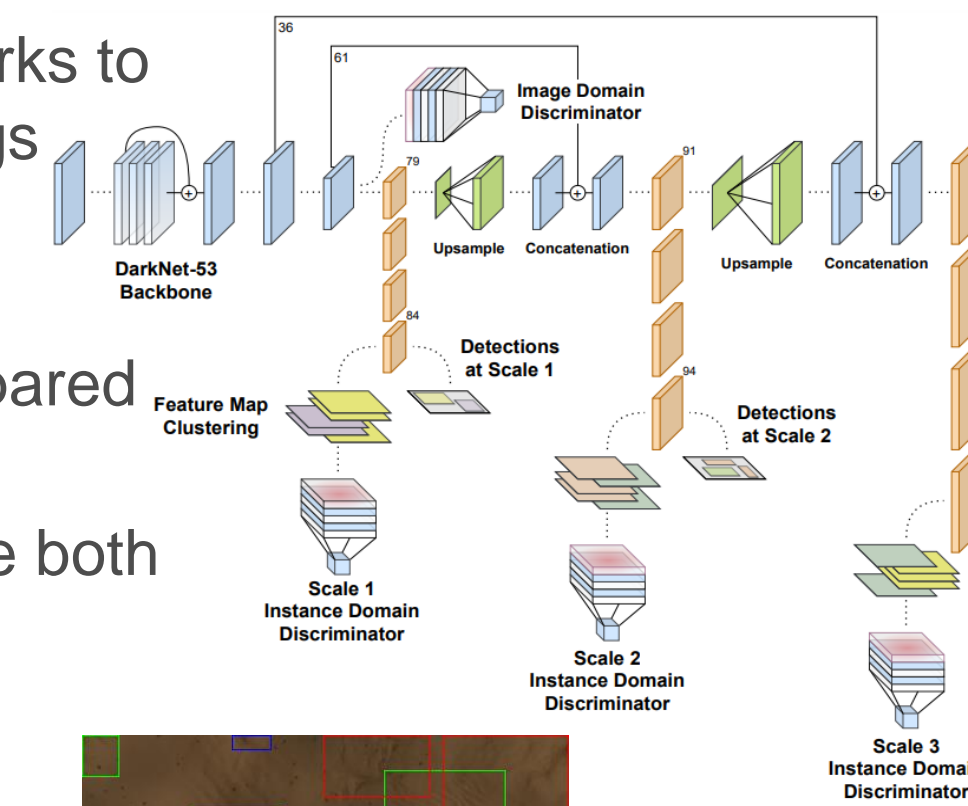 rks to
gs
pared
e both
36
61
Image Domain
Discriminator
79
91
Upsample
Concatenation
Upsample
Concatenation
DarkNet-53
Backbone
84
Detections
at Scale 1
Feature Map
Clustering
94
Detections
at Scale 2
Scale 1
Instance Domain
Discriminator
Scale 2
Instance Domain
Discriminator
Scale 3
Instance Domai
Discriminator